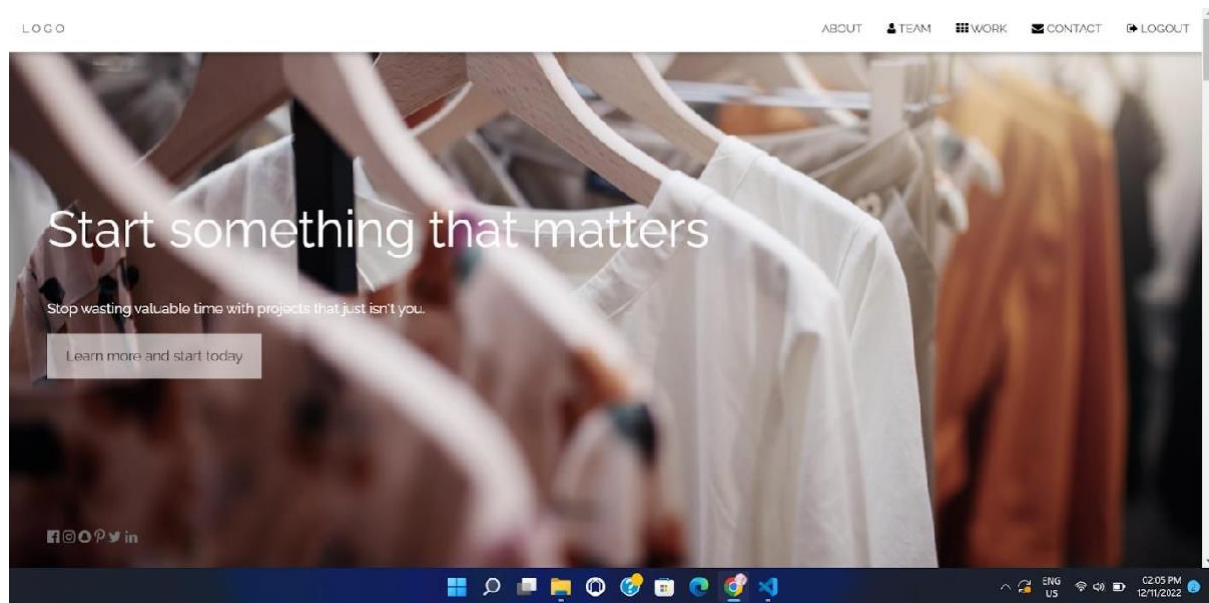 LOGO
ABOUT TEAM WORK CONTACT LOGOUT
Start something that matters
Stop wasting valuable time with projects that just isn't you.
Learn more and start today
ENG
US
02:05 PM
12/11/2022